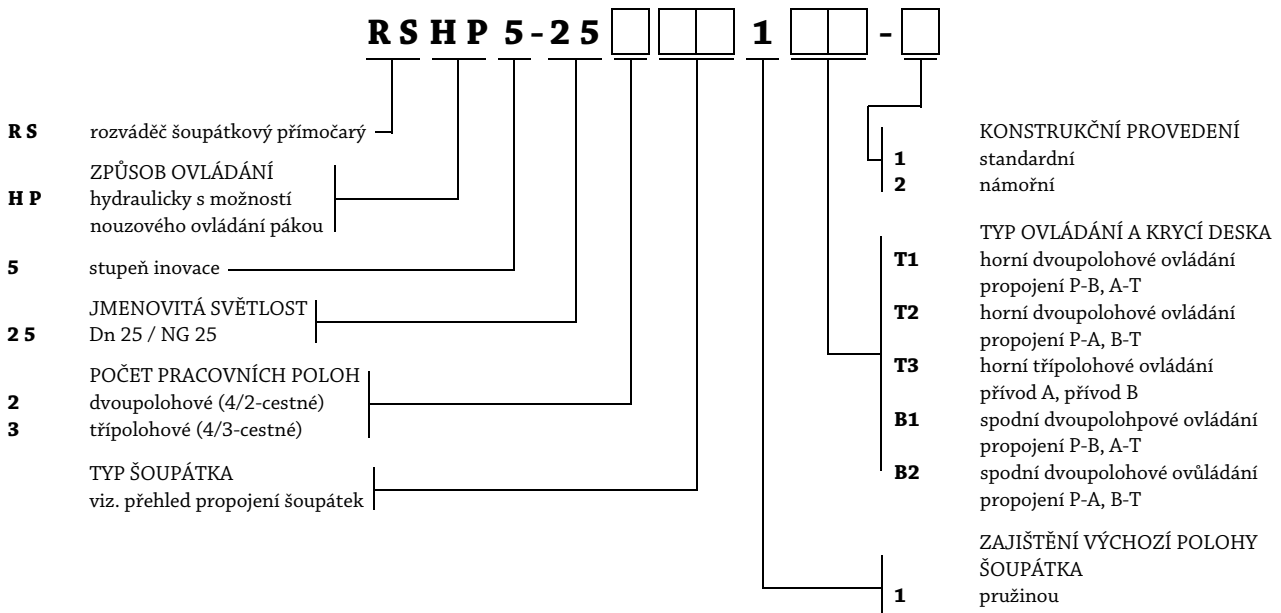 RSHP5-25 1 -
RS rozváděč šoupátkový přímočarý
ZPŮSOB OVLÁDÁNÍ
HP hydraulicky s možností
nouzového ovládání pákou
5 stupeň inovace
JMENOVITÁ SVĚTLOST
25 Dn 25 / NG 25
POČET PRACOVNÍCH POLOH
2 dvoupolohové (4/2-cestné)
3 třípolohové (4/3-cestné)
TYP ŠOUPÁTKA
viz. přehled propojení šoupátek
KONSTRUKČNÍ PROVEDENÍ
1 standardní
2 námořní
TYP OVLÁDÁNÍ A KRYCÍ DESKA
T1 horní dvoupolohové ovládání
propojení P-B, A-T
T2 horní dvoupolohové ovládání
propojení P-A, B-T
T3 horní třípolohové ovládání
přívod A, přívod B
B1 spodní dvoupolohpové ovládání
propojení P-B, A-T
B2 spodní dvoupolohové ovůládání
propojení P-A, B-T
ZAJIŠTĚNÍ VÝCHOZÍ POLOHY
ŠOUPÁTKA
1 pružinou